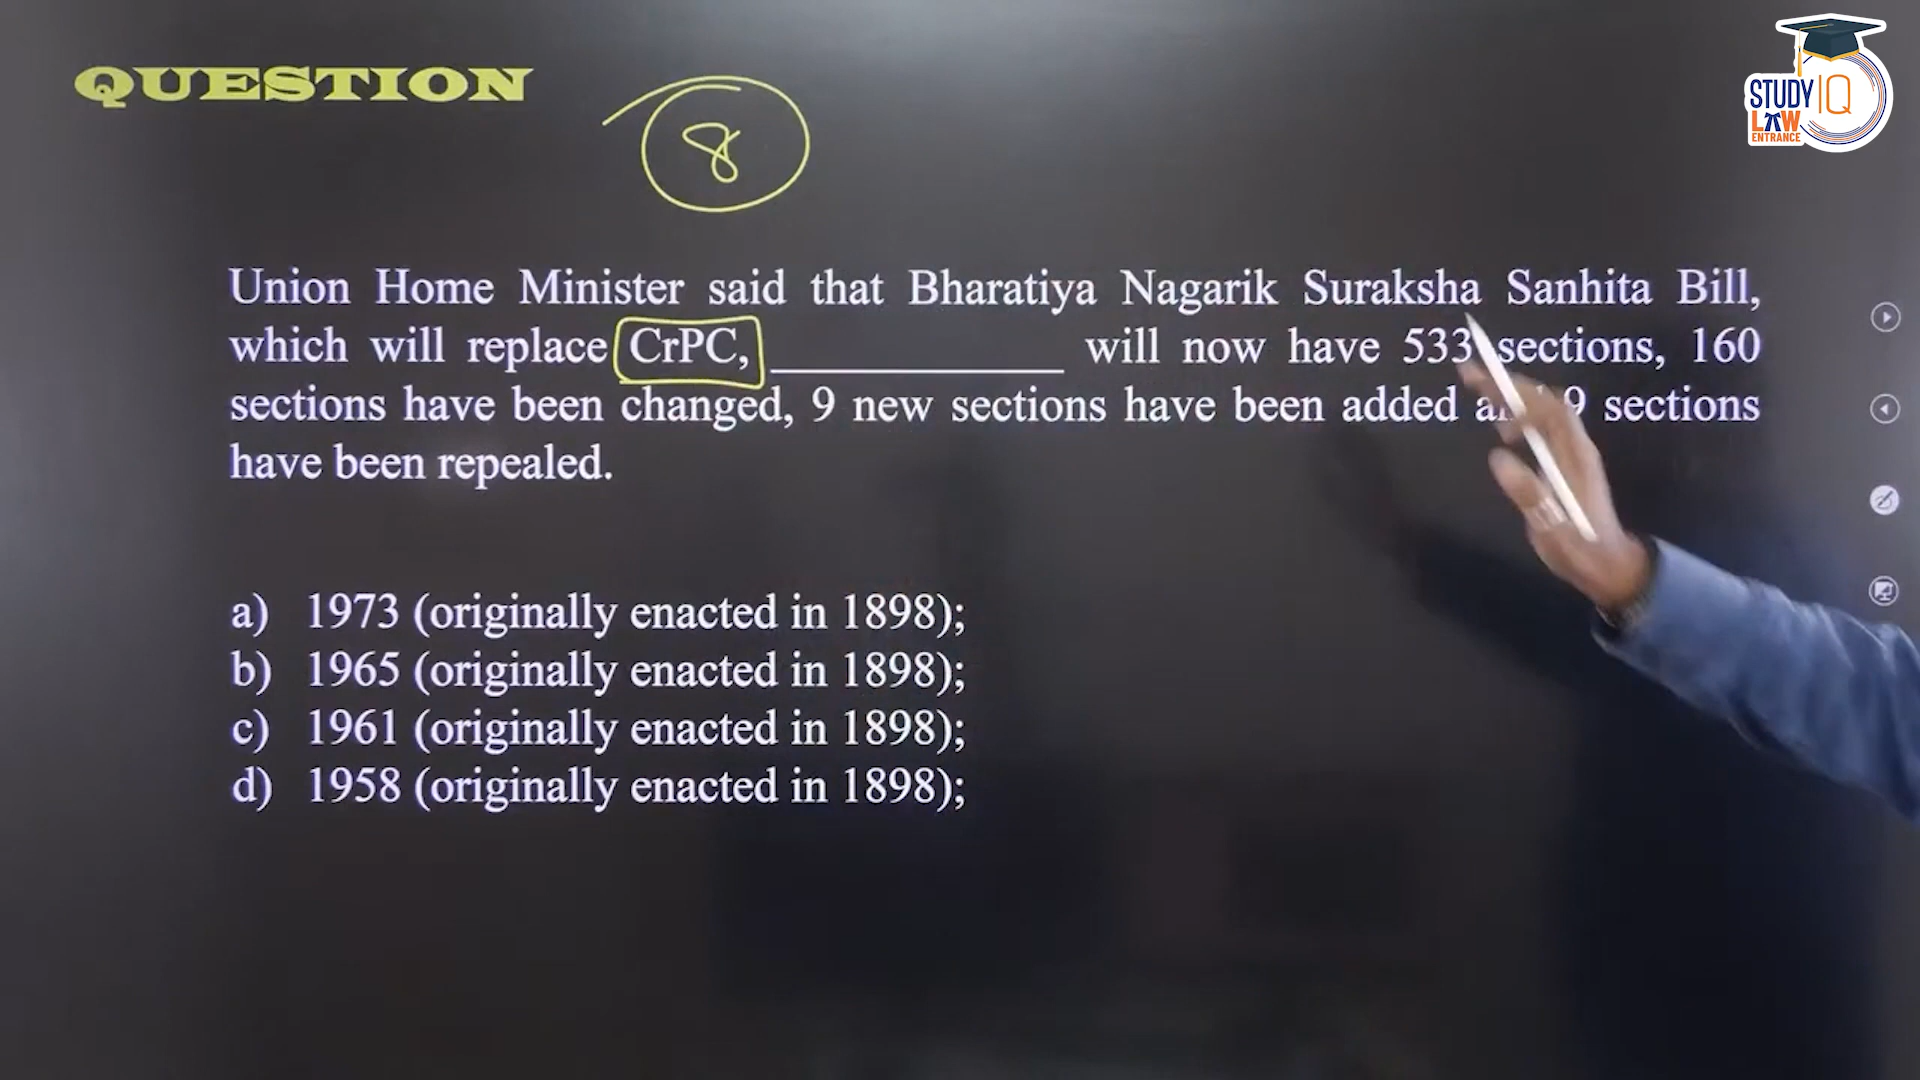 QUESTION
8
STUDY IQ
LAW
ENTRANCE
Union Home Minister said that Bharatiya Nagarik Suraksha Sanhita Bill,
which will replace CrPC, ____________ will now have 533 sections, 160
sections have been changed, 9 new sections have been added 9 sections
have been repealed.
a) 1973 (originally enacted in 1898);
b) 1965 (originally enacted in 1898);
c) 1961 (originally enacted in 1898);
d) 1958 (originally enacted in 1898);